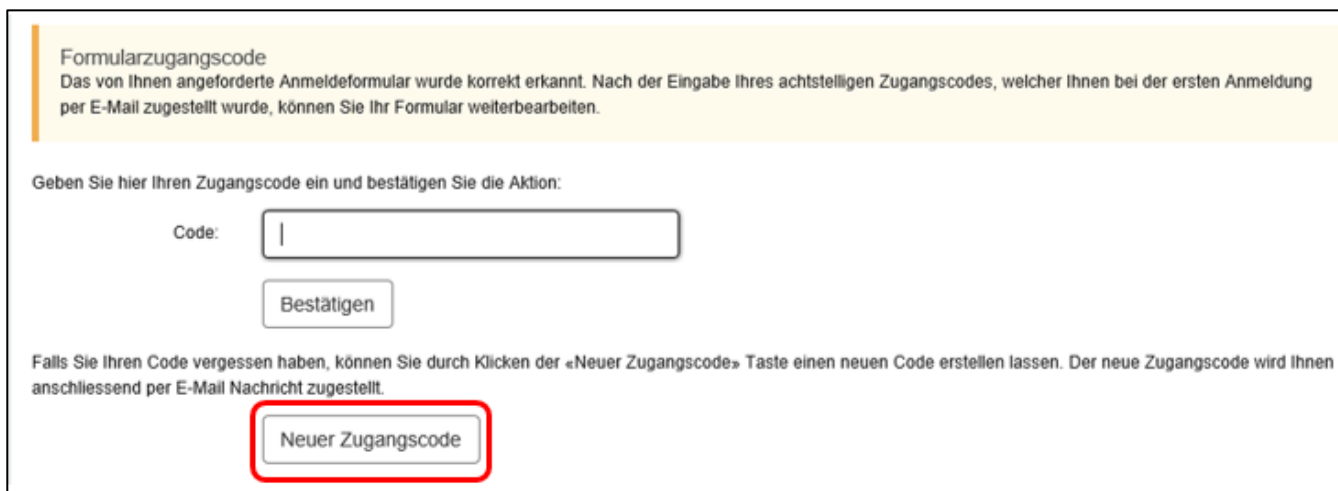 Formularzugangscode
Das von Ihnen angeforderte Anmeldeformular wurde korrekt erkannt. Nach der Eingabe Ihres achtstelligen Zugangscodes, welcher Ihnen bei der ersten Anmeldung
per E-Mail zugestellt wurde, können Sie Ihr Formular weiterbearbeiten.
Geben Sie hier Ihren Zugangscode ein und bestätigen Sie die Aktion:
Code:
Bestätigen
Falls Sie Ihren Code vergessen haben, können Sie durch Klicken der «Neuer Zugangscode» Taste einen neuen Code erstellen lassen. Der neue Zugangscode wird Ihnen
anschliessend per E-Mail Nachricht zugestellt.
Neuer Zugangscode